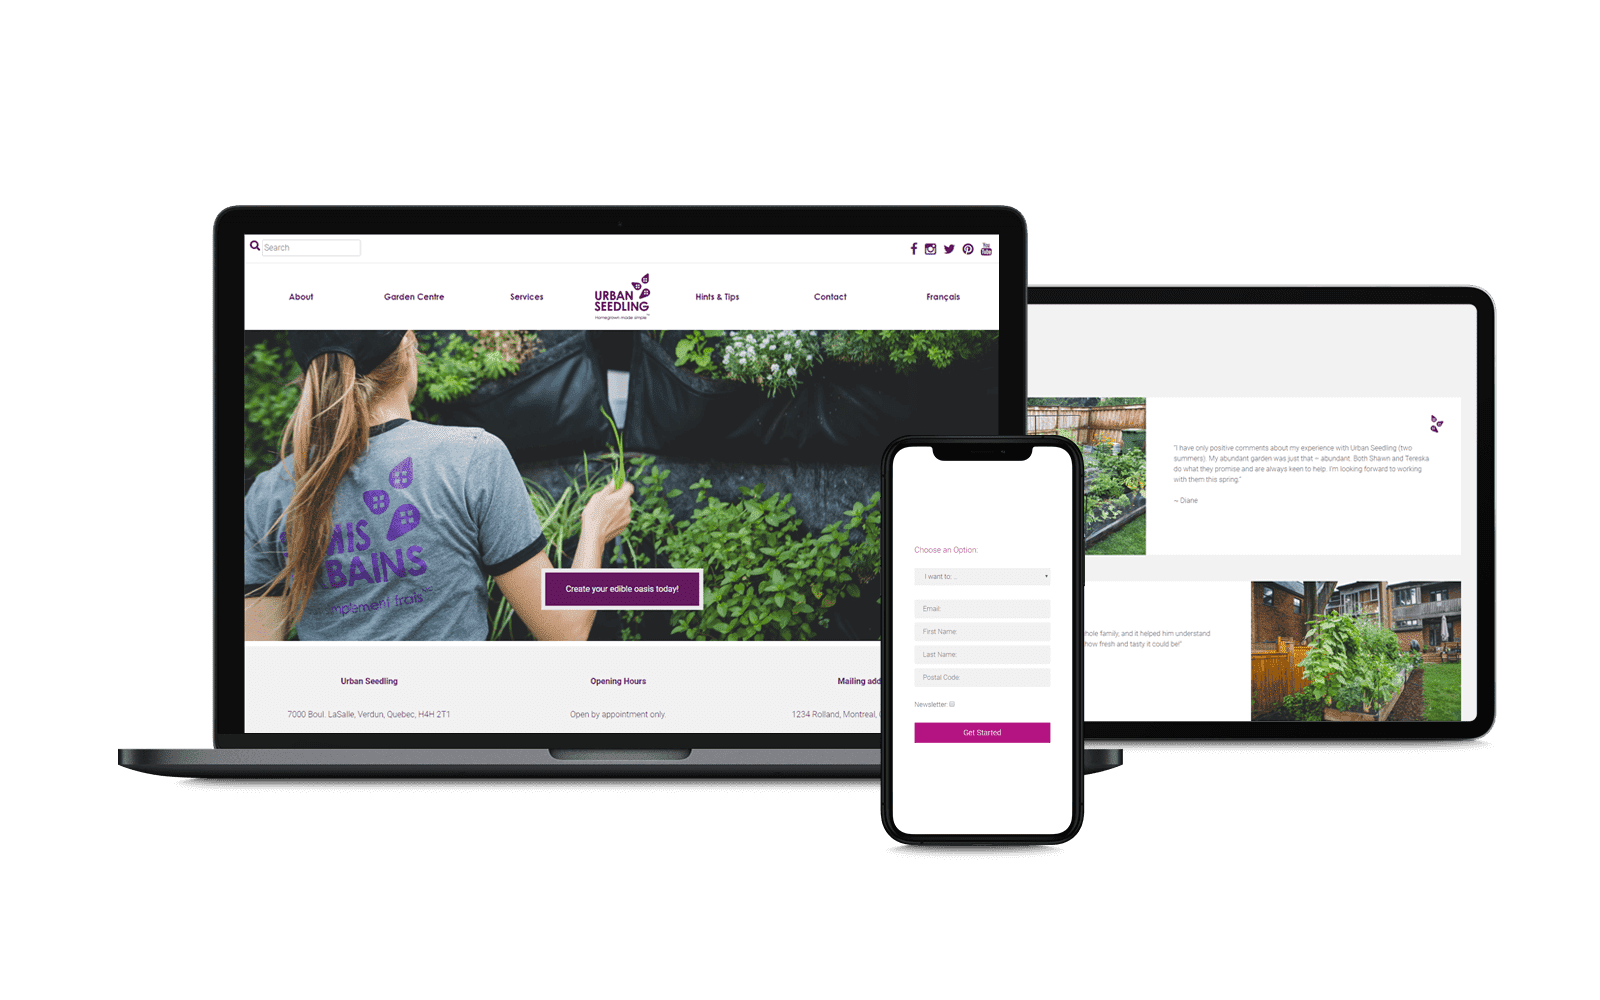 Search
You
Tube
About
Garden Centre
Services
URBAN
SEEDLING
Homegrown made simple
TM
Hints & Tips
Contact
Français
MIS
BAINS
mplement frais
Create your edible oasis today!
Urban Seedling
Opening Hours
Mailing add
7000 Boul. LaSalle, Verdun, Quebec, H4H 2T1
Open by appointment only.
1234 Rolland, Montreal,
Choose an Option:
I want to: ...
Email:
First Name:
Last Name:
Postal Code:
Newsletter:
Get Started
"I have only positive comments about my experience with Urban Seedling (two
summers). My abundant garden was just that – abundant. Both Shawn and Tereska
do what they promise and are always keen to help. I'm looking forward to working
with them this spring."
~ Diane
hole family, and it helped him understand
how fresh and tasty it could be!"